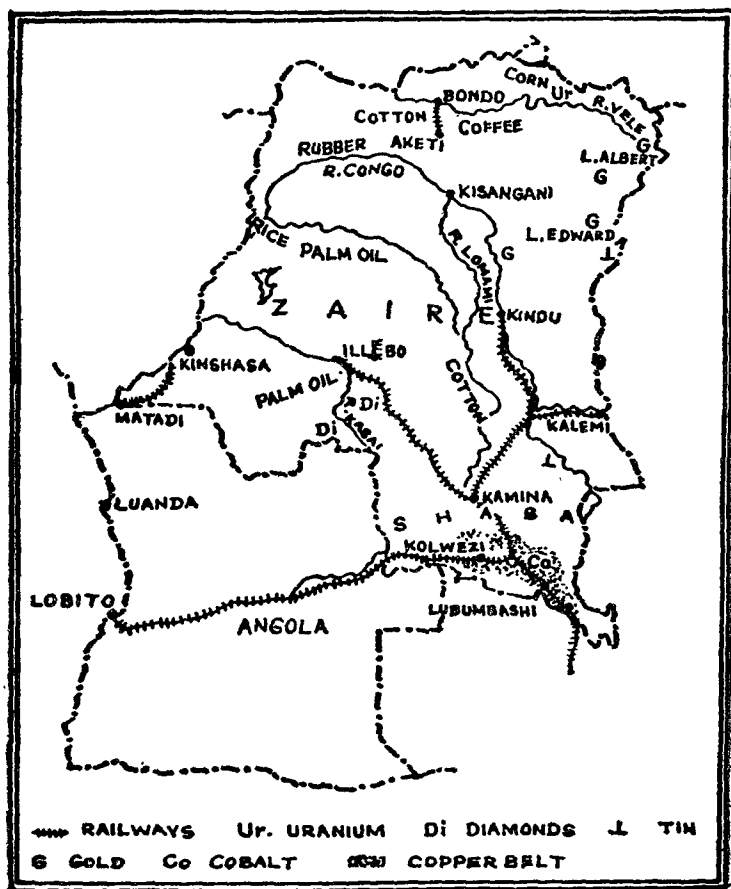 CORN Ur
BONDO R. VELE
COTTON COFFEE G
RUBBER AKETI L. ALBERT
R. CONGO G
KISANGANI
G
RICE PALM OIL R. LOMAMI G L. EDWARD
ZAIRE
KINDU
ILLEBO
KINSHASA
PALM OIL COTTON
Di
MATADI R. KASAI KALEMI
Di
KAMINA
LUANDA
SHABA
KOLWEZI
Co
LOBITO LUBUMBASHI
ANGOLA
RAILWAYS Ur. URANIUM Di DIAMONDS ⊥ TIN
G GOLD Co COBALT COPPER BELT